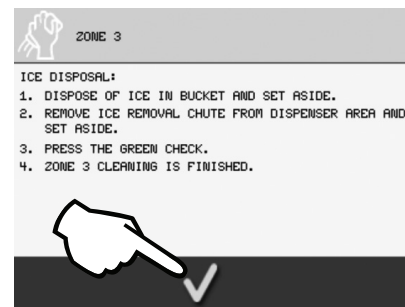 ZONE 3
ICE DISPOSAL:
1. DISPOSE OF ICE IN BUCKET AND SET ASIDE.
2. REMOVE ICE REMOVAL CHUTE FROM DISPENSER AREA AND
SET ASIDE.
3. PRESS THE GREEN CHECK.
4. ZONE 3 CLEANING IS FINISHED.